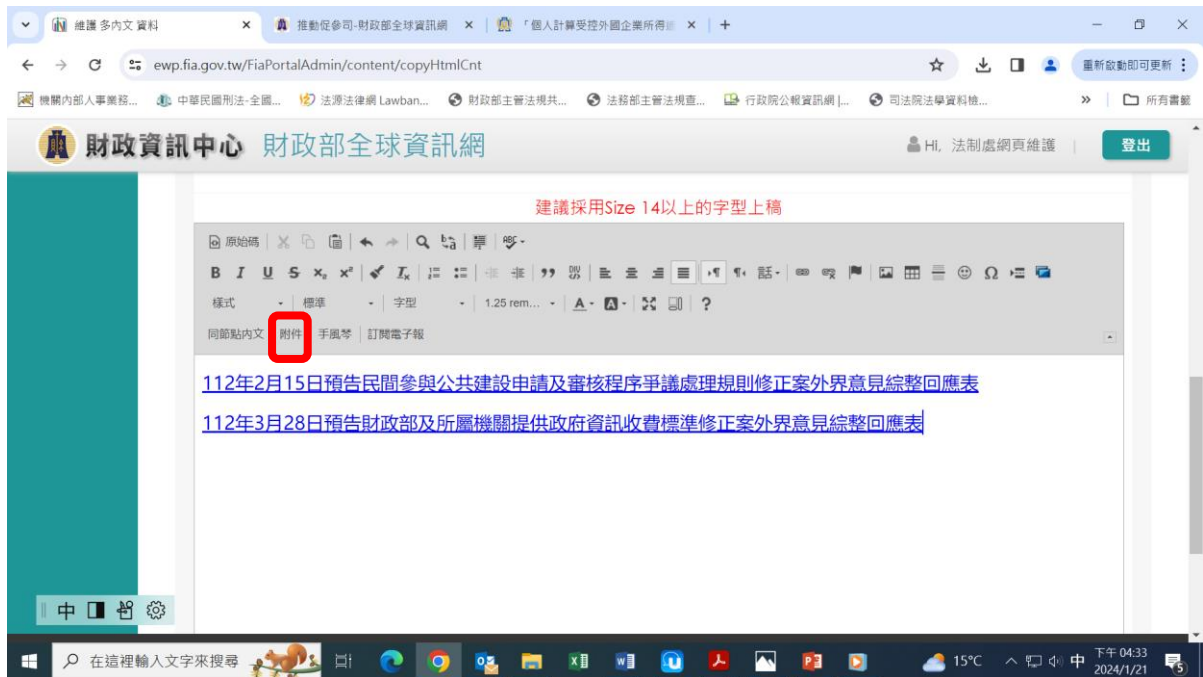 維護 多內文 資料
推動促參司-財政部全球資訊網
「個人計算受控外國企業所得
ewp.fia.gov.tw/FiaPortalAdmin/content/copyHtmlCnt
重新啟動即可更新
機關內部人事業務...
中華民國刑法-全國...
法源法律網 Lawban...
財政部主管法規共...
法務部主管法規查...
行政院公報資訊網 |...
司法院法學資料檢...
所有書籤
財政資訊中心 財政部全球資訊網
Hi, 法制處網頁維護
登出
建議採用Size 14以上的字型上稿
原始碼
樣式 標準 字型 1.25 rem...
同節點內文 附件 手風琴 訂閱電子報
112年2月15日預告民間參與公共建設申請及審核程序爭議處理規則修正案外界意見綜整回應表
112年3月28日預告財政部及所屬機關提供政府資訊收費標準修正案外界意見綜整回應表
中
在這裡輸入文字來搜尋
15°C
中
下午 04:33
2024/1/21